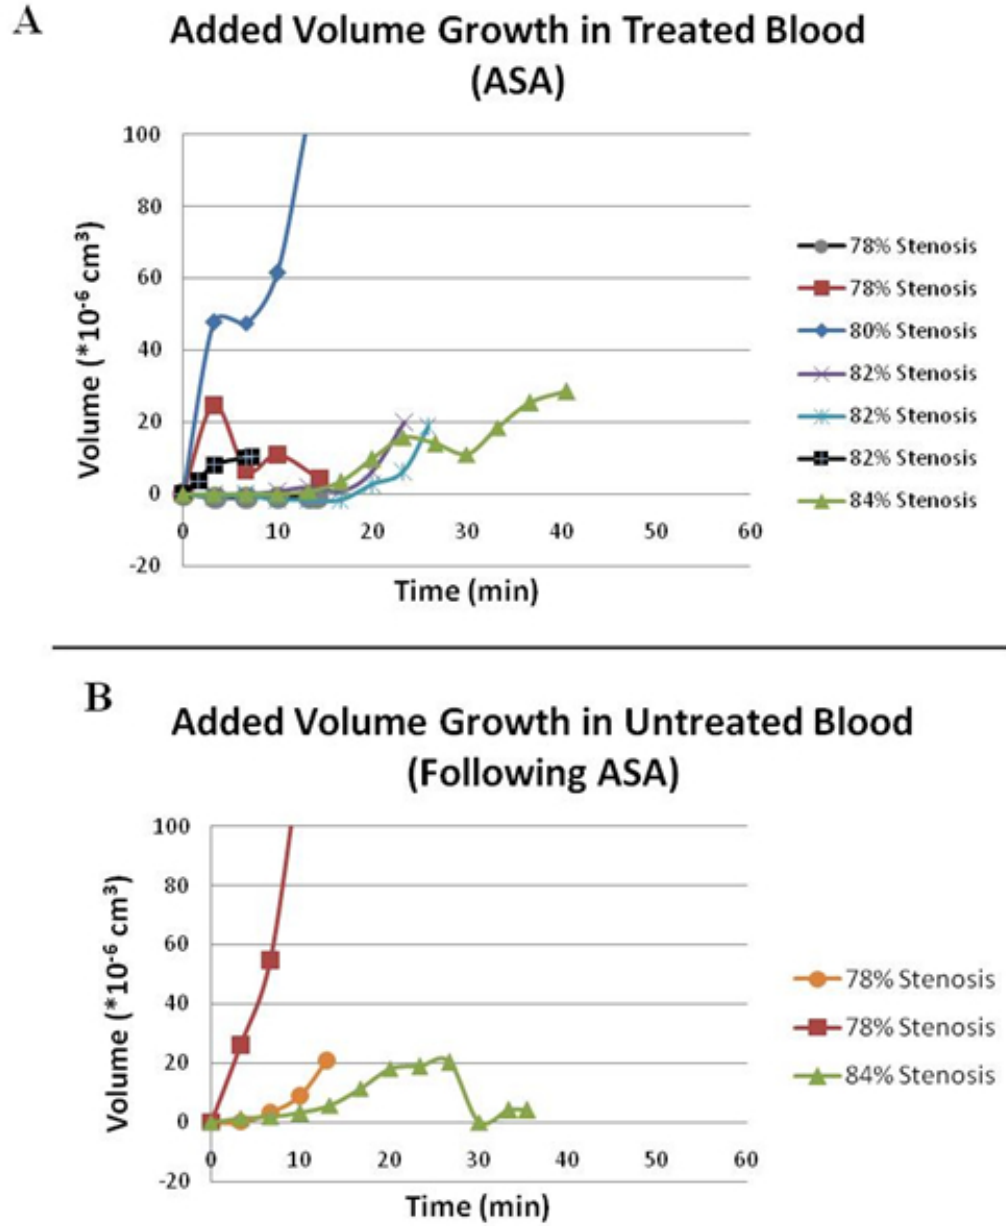 A
Added Volume Growth in Treated Blood
(ASA)
Volume (*10⁻⁶ cm³)
100
80
60
40
20
0
-20
0 10 20 30 40 50 60
Time (min)
78% Stenosis
78% Stenosis
80% Stenosis
82% Stenosis
82% Stenosis
82% Stenosis
84% Stenosis
B
Added Volume Growth in Untreated Blood
(Following ASA)
Volume (*10⁻⁶ cm³)
100
80
60
40
20
0
-20
0 10 20 30 40 50 60
Time (min)
78% Stenosis
78% Stenosis
84% Stenosis